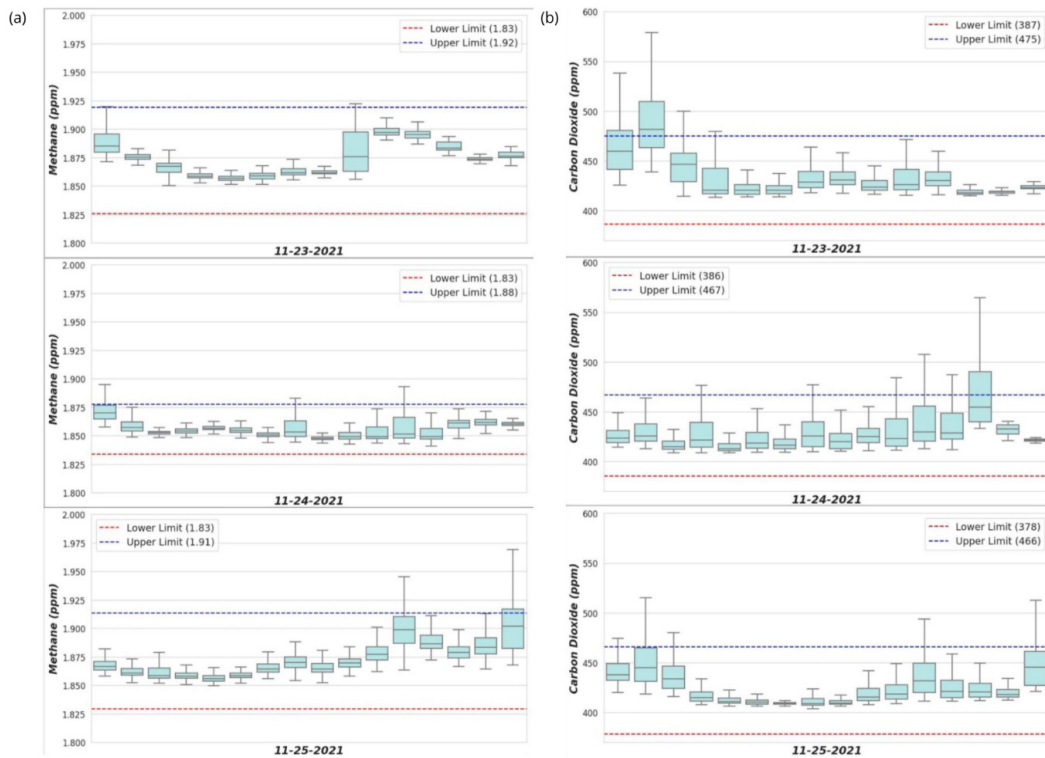 (a)
2.000
1.975
1.950
1.925
1.900
1.875
1.850
1.825
1.800
Methane (ppm)
Lower Limit (1.83)
Upper Limit (1.92)
11-23-2021
2.000
1.975
1.950
1.925
1.900
1.875
1.850
1.825
1.800
Methane (ppm)
Lower Limit (1.83)
Upper Limit (1.88)
11-24-2021
2.000
1.975
1.950
1.925
1.900
1.875
1.850
1.825
1.800
Methane (ppm)
Lower Limit (1.83)
Upper Limit (1.91)
11-25-2021
(b)
600
550
500
450
400
Carbon Dioxide (ppm)
Lower Limit (387)
Upper Limit (475)
11-23-2021
600
550
500
450
400
Carbon Dioxide (ppm)
Lower Limit (386)
Upper Limit (467)
11-24-2021
600
550
500
450
400
Carbon Dioxide (ppm)
Lower Limit (378)
Upper Limit (466)
11-25-2021